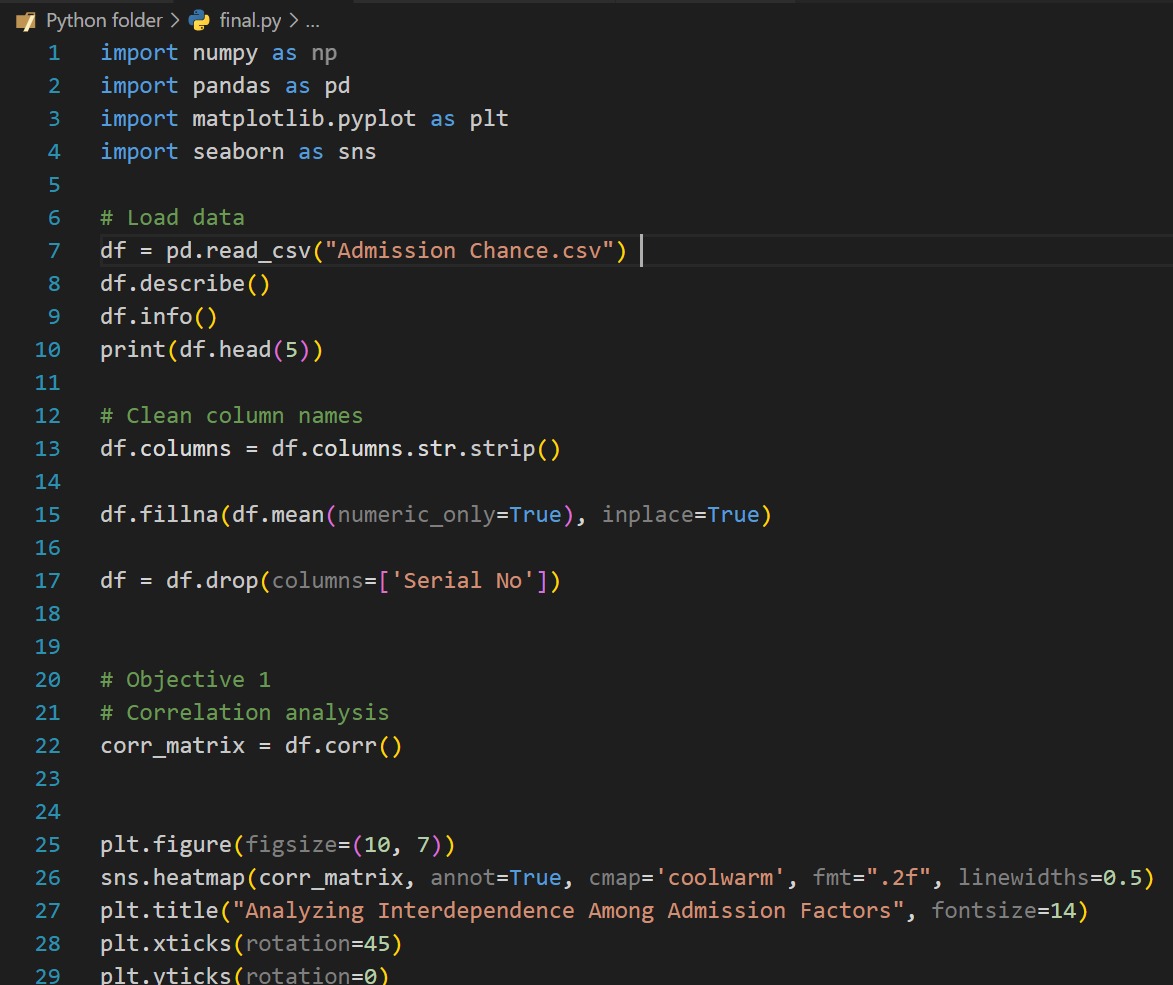 Python folder > final.py > ...
1 import numpy as np
2 import pandas as pd
3 import matplotlib.pyplot as plt
4 import seaborn as sns
5
6 # Load data
7 df = pd.read_csv("Admission Chance.csv")
8 df.describe()
9 df.info()
10 print(df.head(5))
11
12 # Clean column names
13 df.columns = df.columns.str.strip()
14
15 df.fillna(df.mean(numeric_only=True), inplace=True)
16
17 df = df.drop(columns=['Serial No'])
18
19
20 # Objective 1
21 # Correlation analysis
22 corr_matrix = df.corr()
23
24
25 plt.figure(figsize=(10, 7))
26 sns.heatmap(corr_matrix, annot=True, cmap='coolwarm', fmt=".2f", linewidths=0.5)
27 plt.title("Analyzing Interdependence Among Admission Factors", fontsize=14)
28 plt.xticks(rotation=45)
29 plt.yticks(rotation=0)